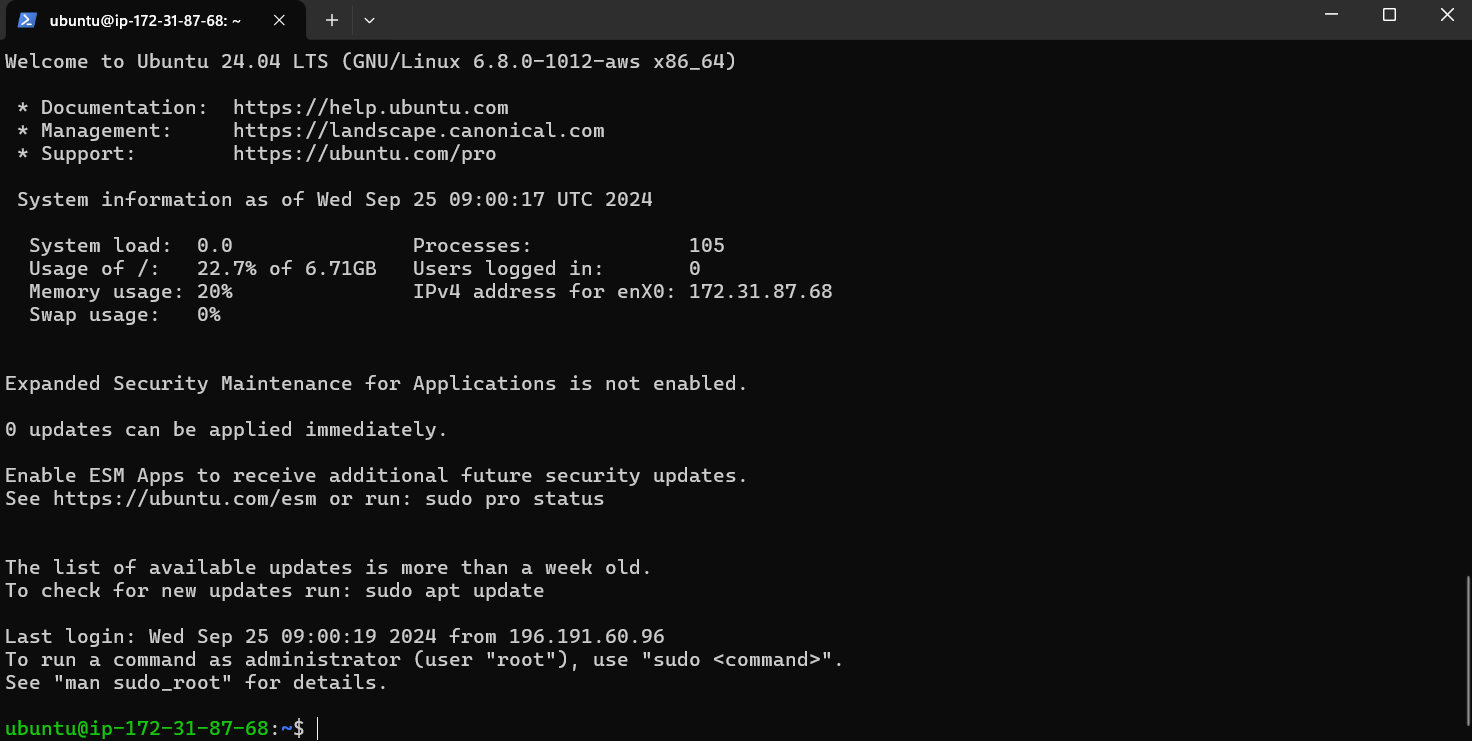 ubuntu@ip-172-31-87-68: ~
Welcome to Ubuntu 24.04 LTS (GNU/Linux 6.8.0-1012-aws x86_64)
* Documentation:  https://help.ubuntu.com
* Management:     https://landscape.canonical.com
* Support:        https://ubuntu.com/pro
System information as of Wed Sep 25 09:00:17 UTC 2024
System load:  0.0               Processes:             105
Usage of /:   22.7% of 6.71GB   Users logged in:       0
Memory usage: 20%               IPv4 address for enX0: 172.31.87.68
Swap usage:   0%
Expanded Security Maintenance for Applications is not enabled.
0 updates can be applied immediately.
Enable ESM Apps to receive additional future security updates.
See https://ubuntu.com/esm or run: sudo pro status
The list of available updates is more than a week old.
To check for new updates run: sudo apt update
Last login: Wed Sep 25 09:00:19 2024 from 196.191.60.96
To run a command as administrator (user "root"), use "sudo <command>".
See "man sudo_root" for details.
ubuntu@ip-172-31-87-68:~$